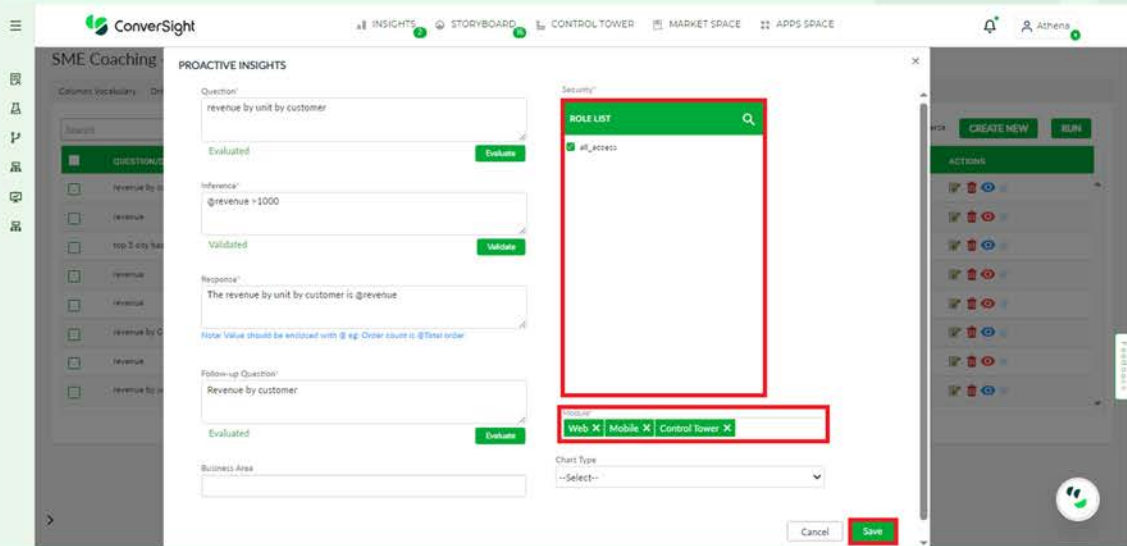 ConverSight
INSIGHTS
STORYBOARD
CONTROL TOWER
MARKET SPACE
APPS SPACE
Athena
SME Coaching -
PROACTIVE INSIGHTS
Columns Vocabulary
Search
CREATE NEW
RUN
ACTIONS
revenue
revenue
revenue
revenue
Question*
revenue by unit by customer
Evaluated
Evaluate
Inference*
@revenue >1000
Validated
Validate
Response*
The revenue by unit by customer is @revenue
Note: Value should be enclosed with @ eg: Order count is @Total order
Follow-up Question*
Revenue by customer
Evaluated
Evaluate
Business Area
Security*
ROLE LIST
all_access
Module*
Web X
Mobile X
Control Tower X
Chart Type
--Select--
Cancel
Save
Feedback